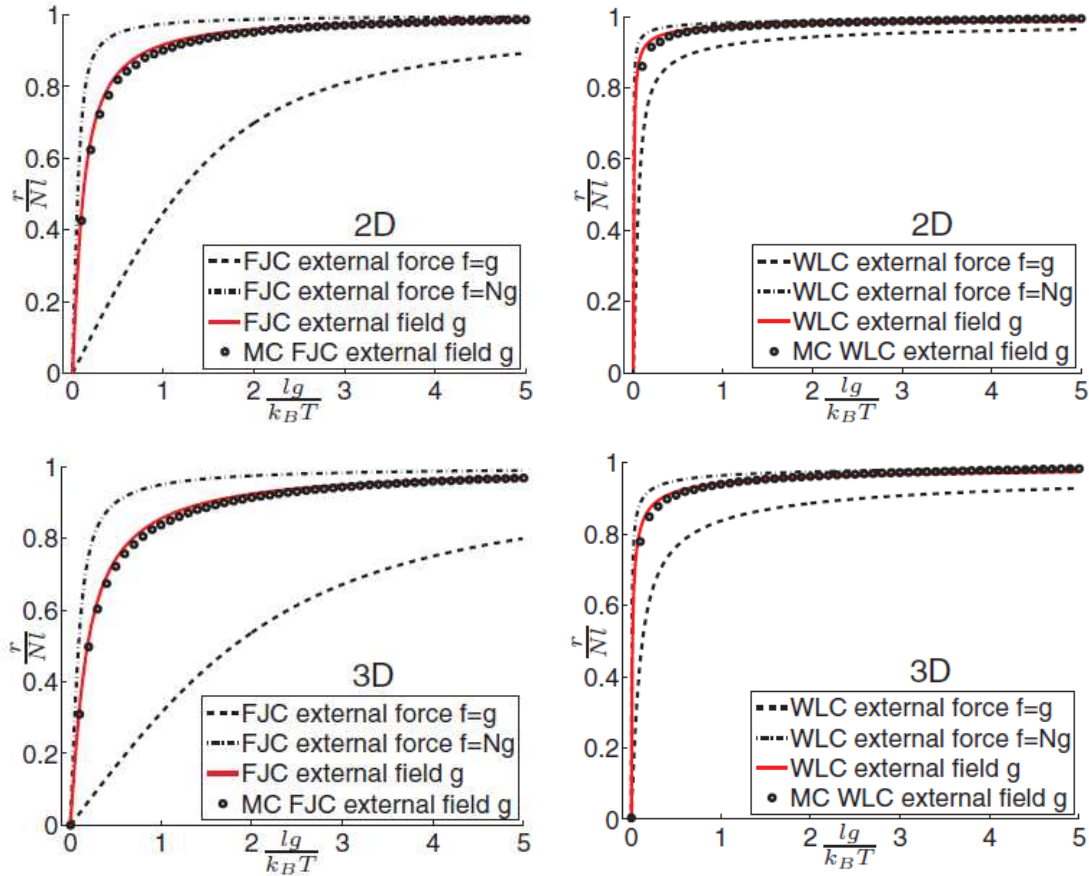 1
0.8
0.6
r/Nl
0.4
0.2
0
2D
FJC external force f=g
FJC external force f=Ng
FJC external field g
MC FJC external field g
0 1 2 3 4 5
lg/k_BT
1
0.8
0.6
r/Nl
0.4
0.2
0
2D
WLC external force f=g
WLC external force f=Ng
WLC external field g
MC WLC external field g
0 1 2 3 4 5
lg/k_BT
1
0.8
0.6
r/Nl
0.4
0.2
0
3D
FJC external force f=g
FJC external force f=Ng
FJC external field g
MC FJC external field g
0 1 2 3 4 5
lg/k_BT
1
0.8
0.6
r/Nl
0.4
0.2
0
3D
WLC external force f=g
WLC external force f=Ng
WLC external field g
MC WLC external field g
0 1 2 3 4 5
lg/k_BT